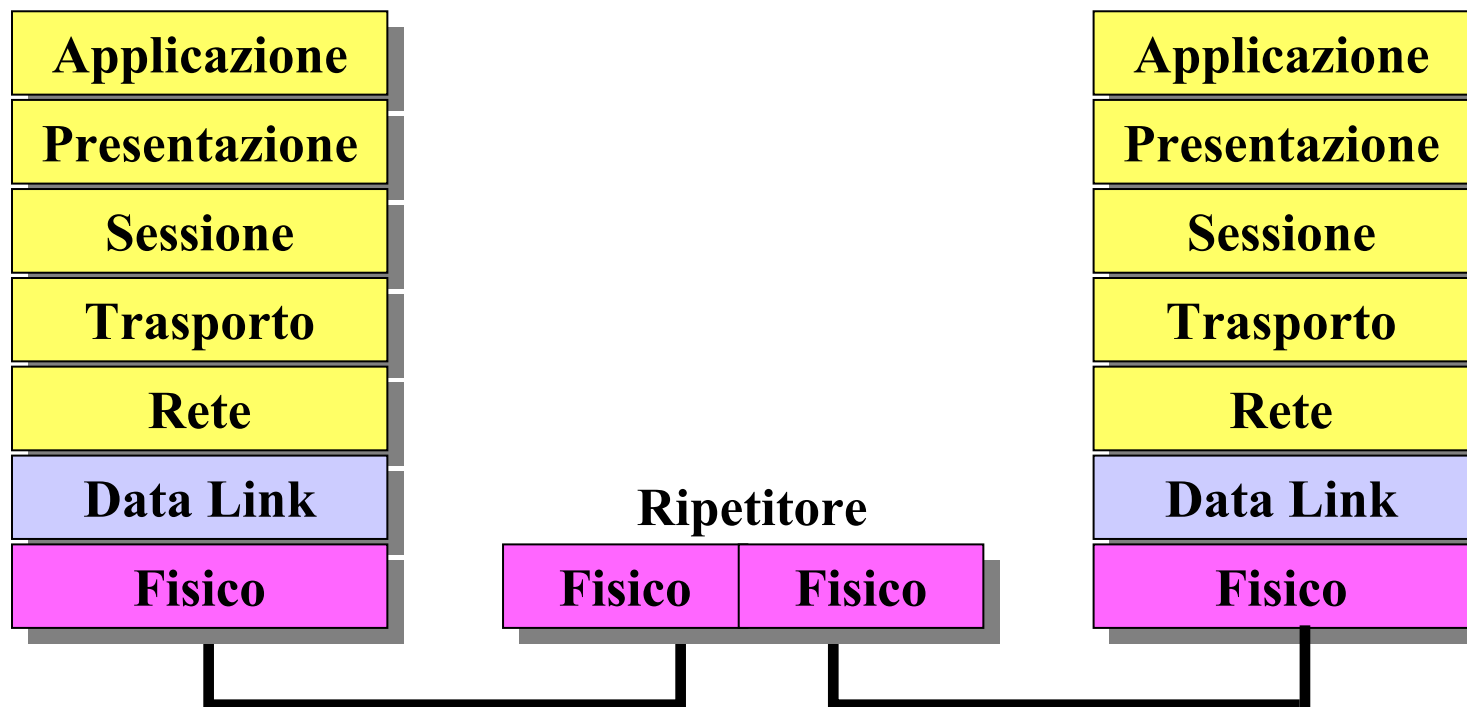 Applicazione
Presentazione
Sessione
Trasporto
Rete
Data Link
Fisico
Ripetitore
Fisico Fisico
Applicazione
Presentazione
Sessione
Trasporto
Rete
Data Link
Fisico